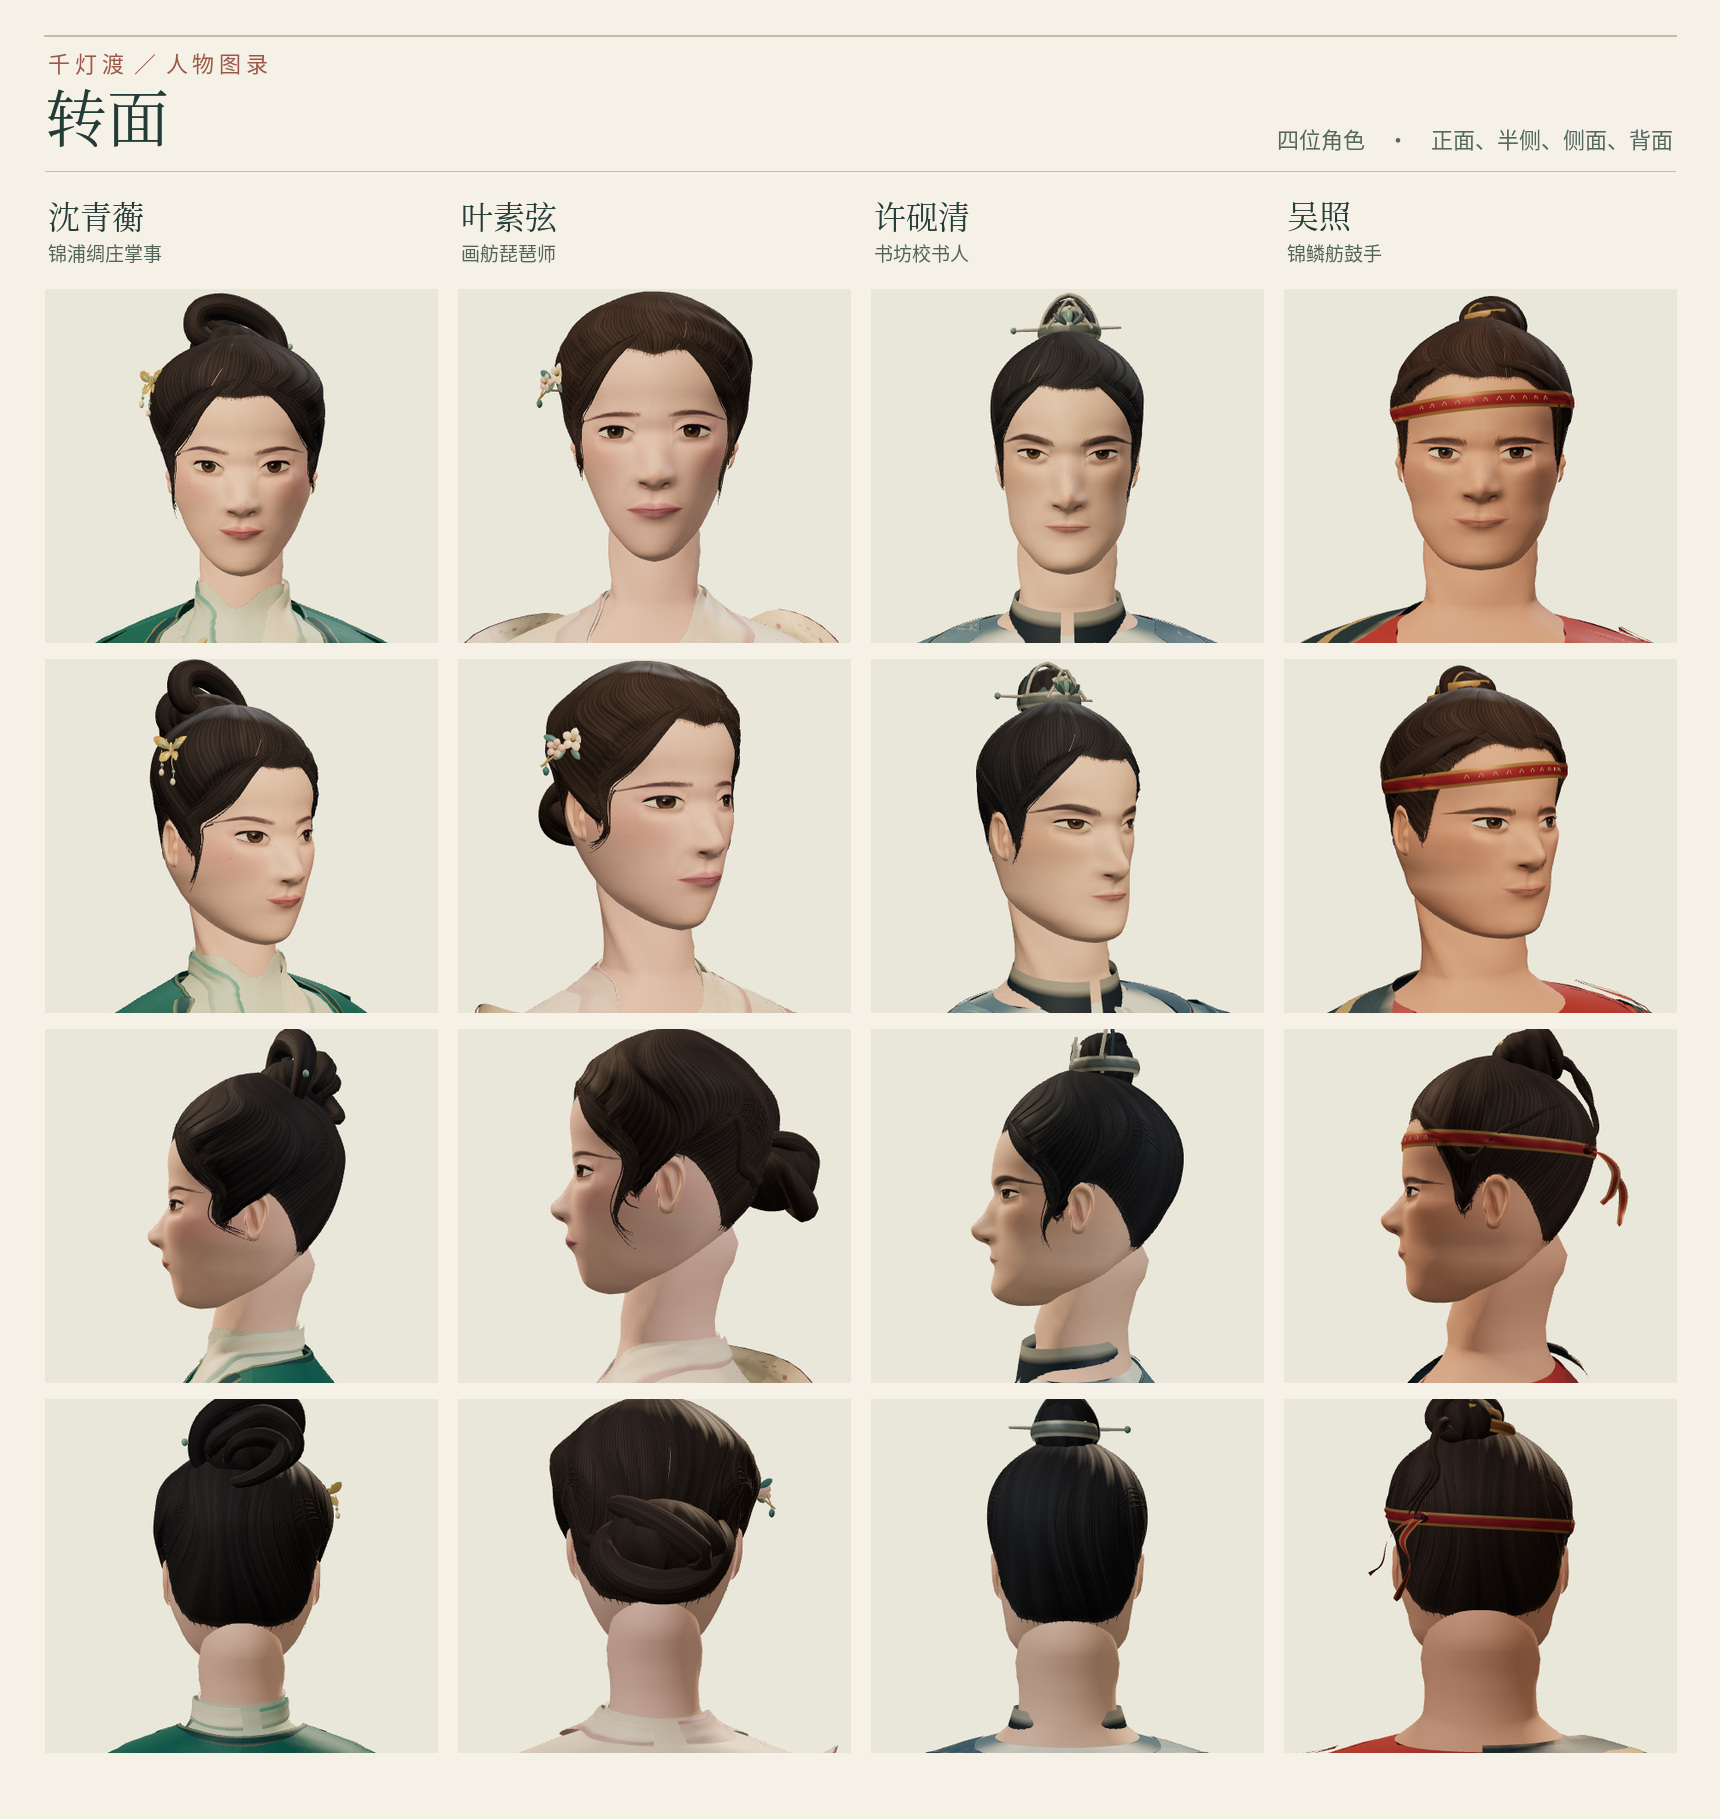 千灯渡 ／ 人物图录
转面
四位角色 • 正面、半侧、侧面、背面
沈青蘅
锦浦绸庄掌事
叶素弦
画舫琵琶师
许砚清
书坊校书人
吴照
锦鳞舫鼓手